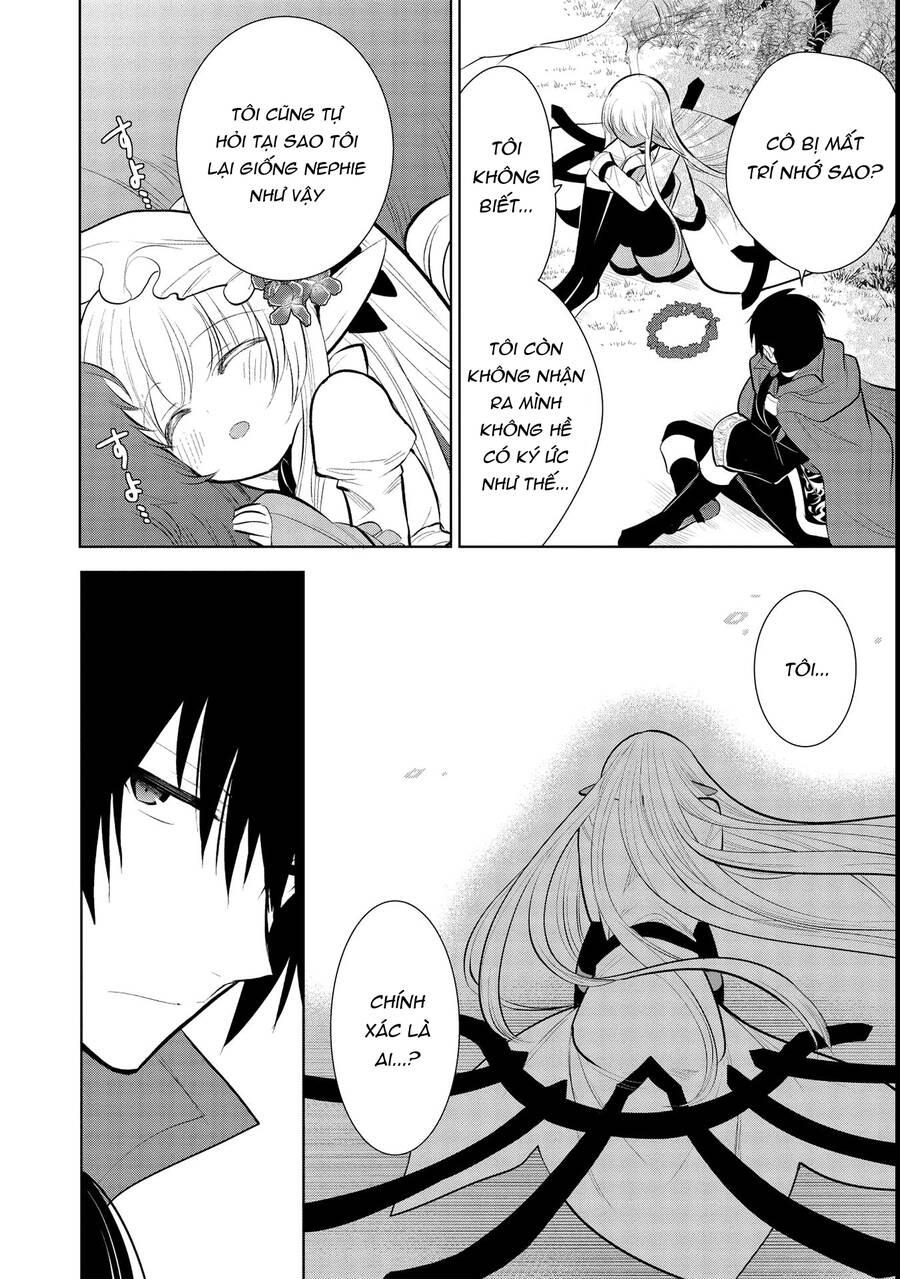 CÔ BỊ MẤT
TRÍ NHỚ SAO?
TÔI
KHÔNG
BIẾT...
TÔI CÒN
KHÔNG NHẬN
RA MÌNH
KHÔNG HỀ
CÓ KÝ ỨC
NHƯ THẾ...
TÔI CŨNG TỰ
HỎI TẠI SAO TÔI
LẠI GIỐNG NEPHIE
NHƯ VẬY
すよ...
すよ...
TÔI...
CHÍNH
XÁC LÀ
AI...?